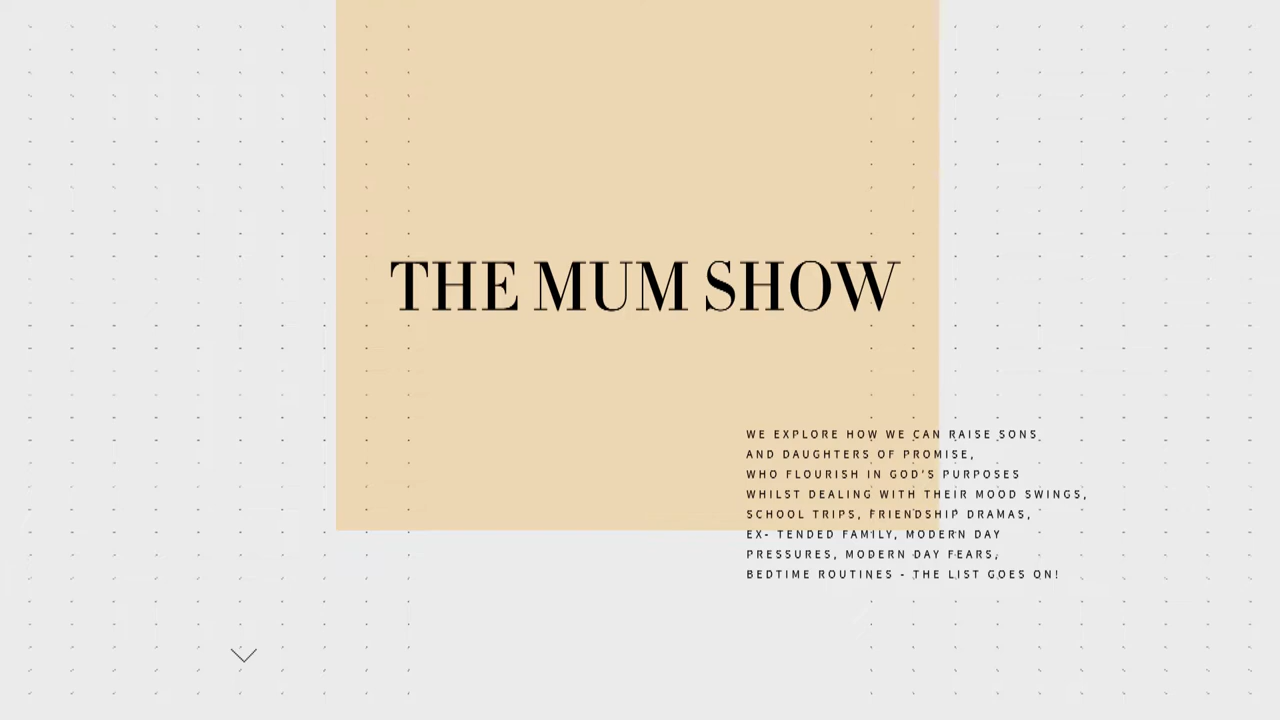 THE MUM SHOW
WE EXPLORE HOW WE CAN RAISE SONS
AND DAUGHTERS OF PROMISE,
WHO FLOURISH IN GOD'S PURPOSES
WHILST DEALING WITH THEIR MOOD SWINGS,
SCHOOL TRIPS, FRIENDSHIP DRAMAS,
EX- TENDED FAMILY, MODERN DAY
PRESSURES, MODERN DAY FEARS,
BEDTIME ROUTINES - THE LIST GOES ON!